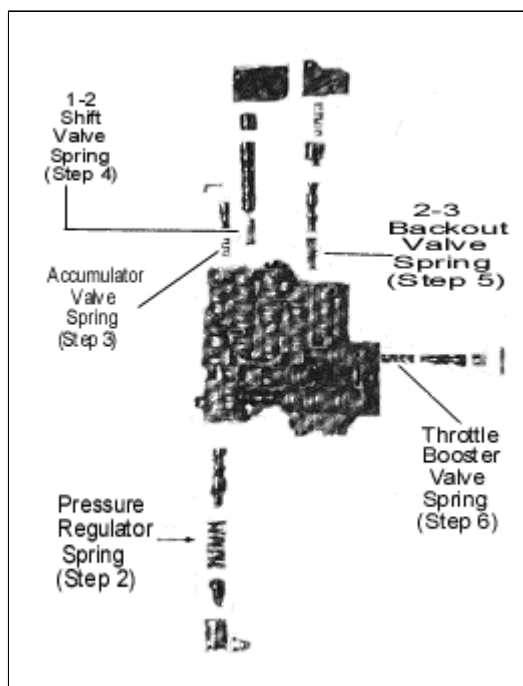 1-2
Shift
Valve
Spring
(Step 4)
2-3
Backout
Valve
Spring
(Step 5)
Accumulator
Valve
Spring
(Step 3)
Throttle
Booster
Valve
Spring
(Step 6)
Pressure
Regulator
Spring
(Step 2)